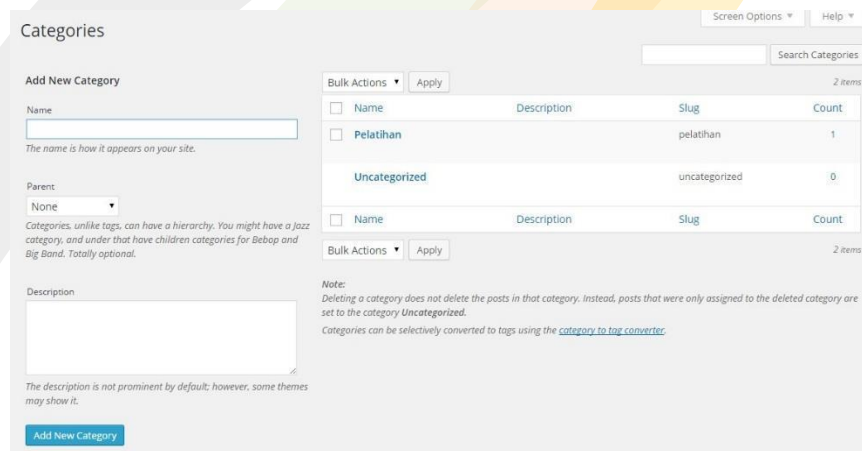 Screen Options ▼ Help ▼
Categories
Search Categories
Add New Category
Name
The name is how it appears on your site.
Parent
None ▼
Categories, unlike tags, can have a hierarchy. You might have a Jazz
category, and under that have children categories for Bebop and
Big Band. Totally optional.
Description
The description is not prominent by default; however, some themes
may show it.
Add New Category
Bulk Actions ▼ Apply 2 items
Name Description Slug Count
Pelatihan pelatihan 1
Uncategorized uncategorized 0
Name Description Slug Count
Bulk Actions ▼ Apply 2 items
Note:
Deleting a category does not delete the posts in that category. Instead, posts that were only assigned to the deleted category are
set to the category Uncategorized.
Categories can be selectively converted to tags using the category to tag converter.